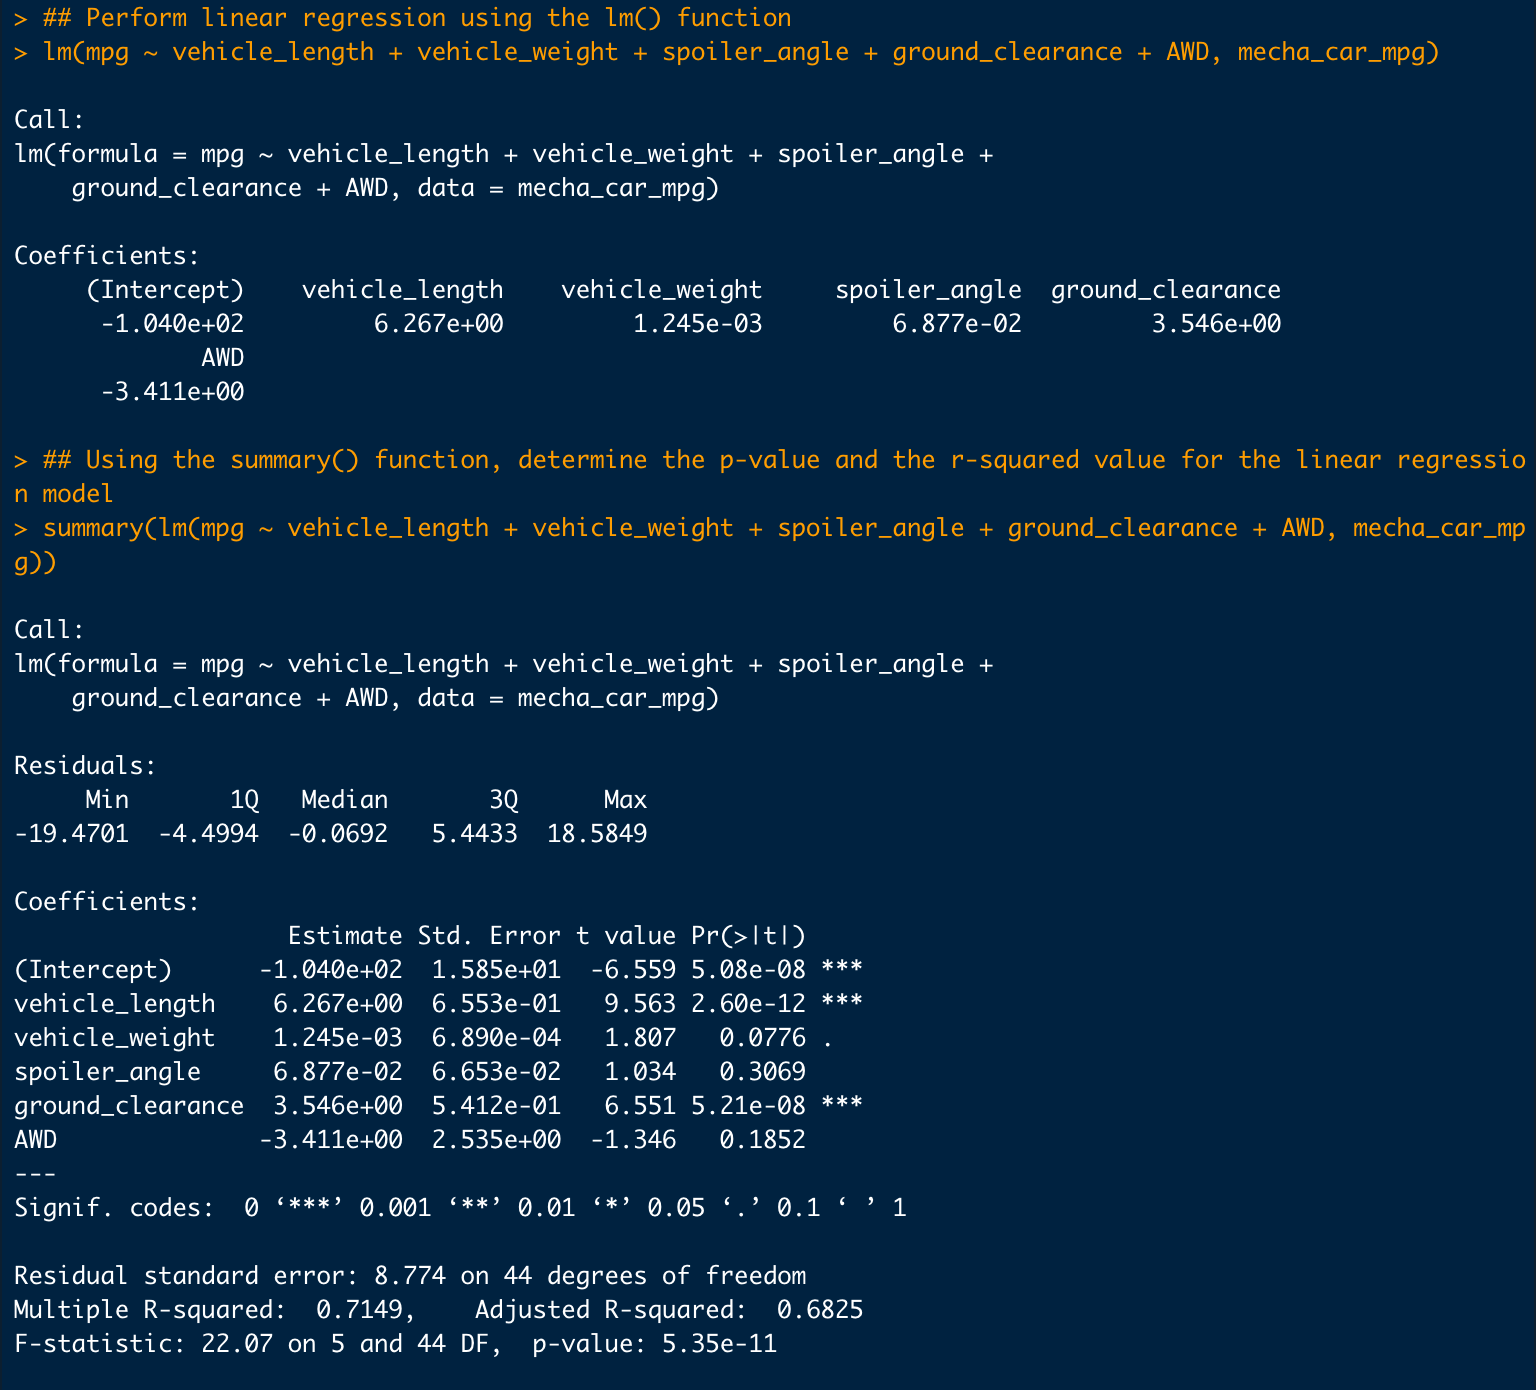 > ## Perform linear regression using the lm() function
> lm(mpg ~ vehicle_length + vehicle_weight + spoiler_angle + ground_clearance + AWD, mecha_car_mpg)

Call:
lm(formula = mpg ~ vehicle_length + vehicle_weight + spoiler_angle +
    ground_clearance + AWD, data = mecha_car_mpg)

Coefficients:
     (Intercept)    vehicle_length    vehicle_weight     spoiler_angle  ground_clearance
      -1.040e+02         6.267e+00         1.245e-03         6.877e-02         3.546e+00
             AWD
      -3.411e+00

> ## Using the summary() function, determine the p-value and the r-squared value for the linear regressio
n model
> summary(lm(mpg ~ vehicle_length + vehicle_weight + spoiler_angle + ground_clearance + AWD, mecha_car_mp
g))

Call:
lm(formula = mpg ~ vehicle_length + vehicle_weight + spoiler_angle +
    ground_clearance + AWD, data = mecha_car_mpg)

Residuals:
     Min       1Q   Median       3Q      Max
-19.4701  -4.4994  -0.0692   5.4433  18.5849

Coefficients:
                   Estimate Std. Error t value Pr(>|t|)
(Intercept)      -1.040e+02  1.585e+01  -6.559 5.08e-08 ***
vehicle_length    6.267e+00  6.553e-01   9.563 2.60e-12 ***
vehicle_weight    1.245e-03  6.890e-04   1.807   0.0776 .
spoiler_angle     6.877e-02  6.653e-02   1.034   0.3069
ground_clearance  3.546e+00  5.412e-01   6.551 5.21e-08 ***
AWD              -3.411e+00  2.535e+00  -1.346   0.1852
---
Signif. codes:  0 ‘***’ 0.001 ‘**’ 0.01 ‘*’ 0.05 ‘.’ 0.1 ‘ ’ 1

Residual standard error: 8.774 on 44 degrees of freedom
Multiple R-squared:  0.7149,    Adjusted R-squared:  0.6825
F-statistic: 22.07 on 5 and 44 DF,  p-value: 5.35e-11